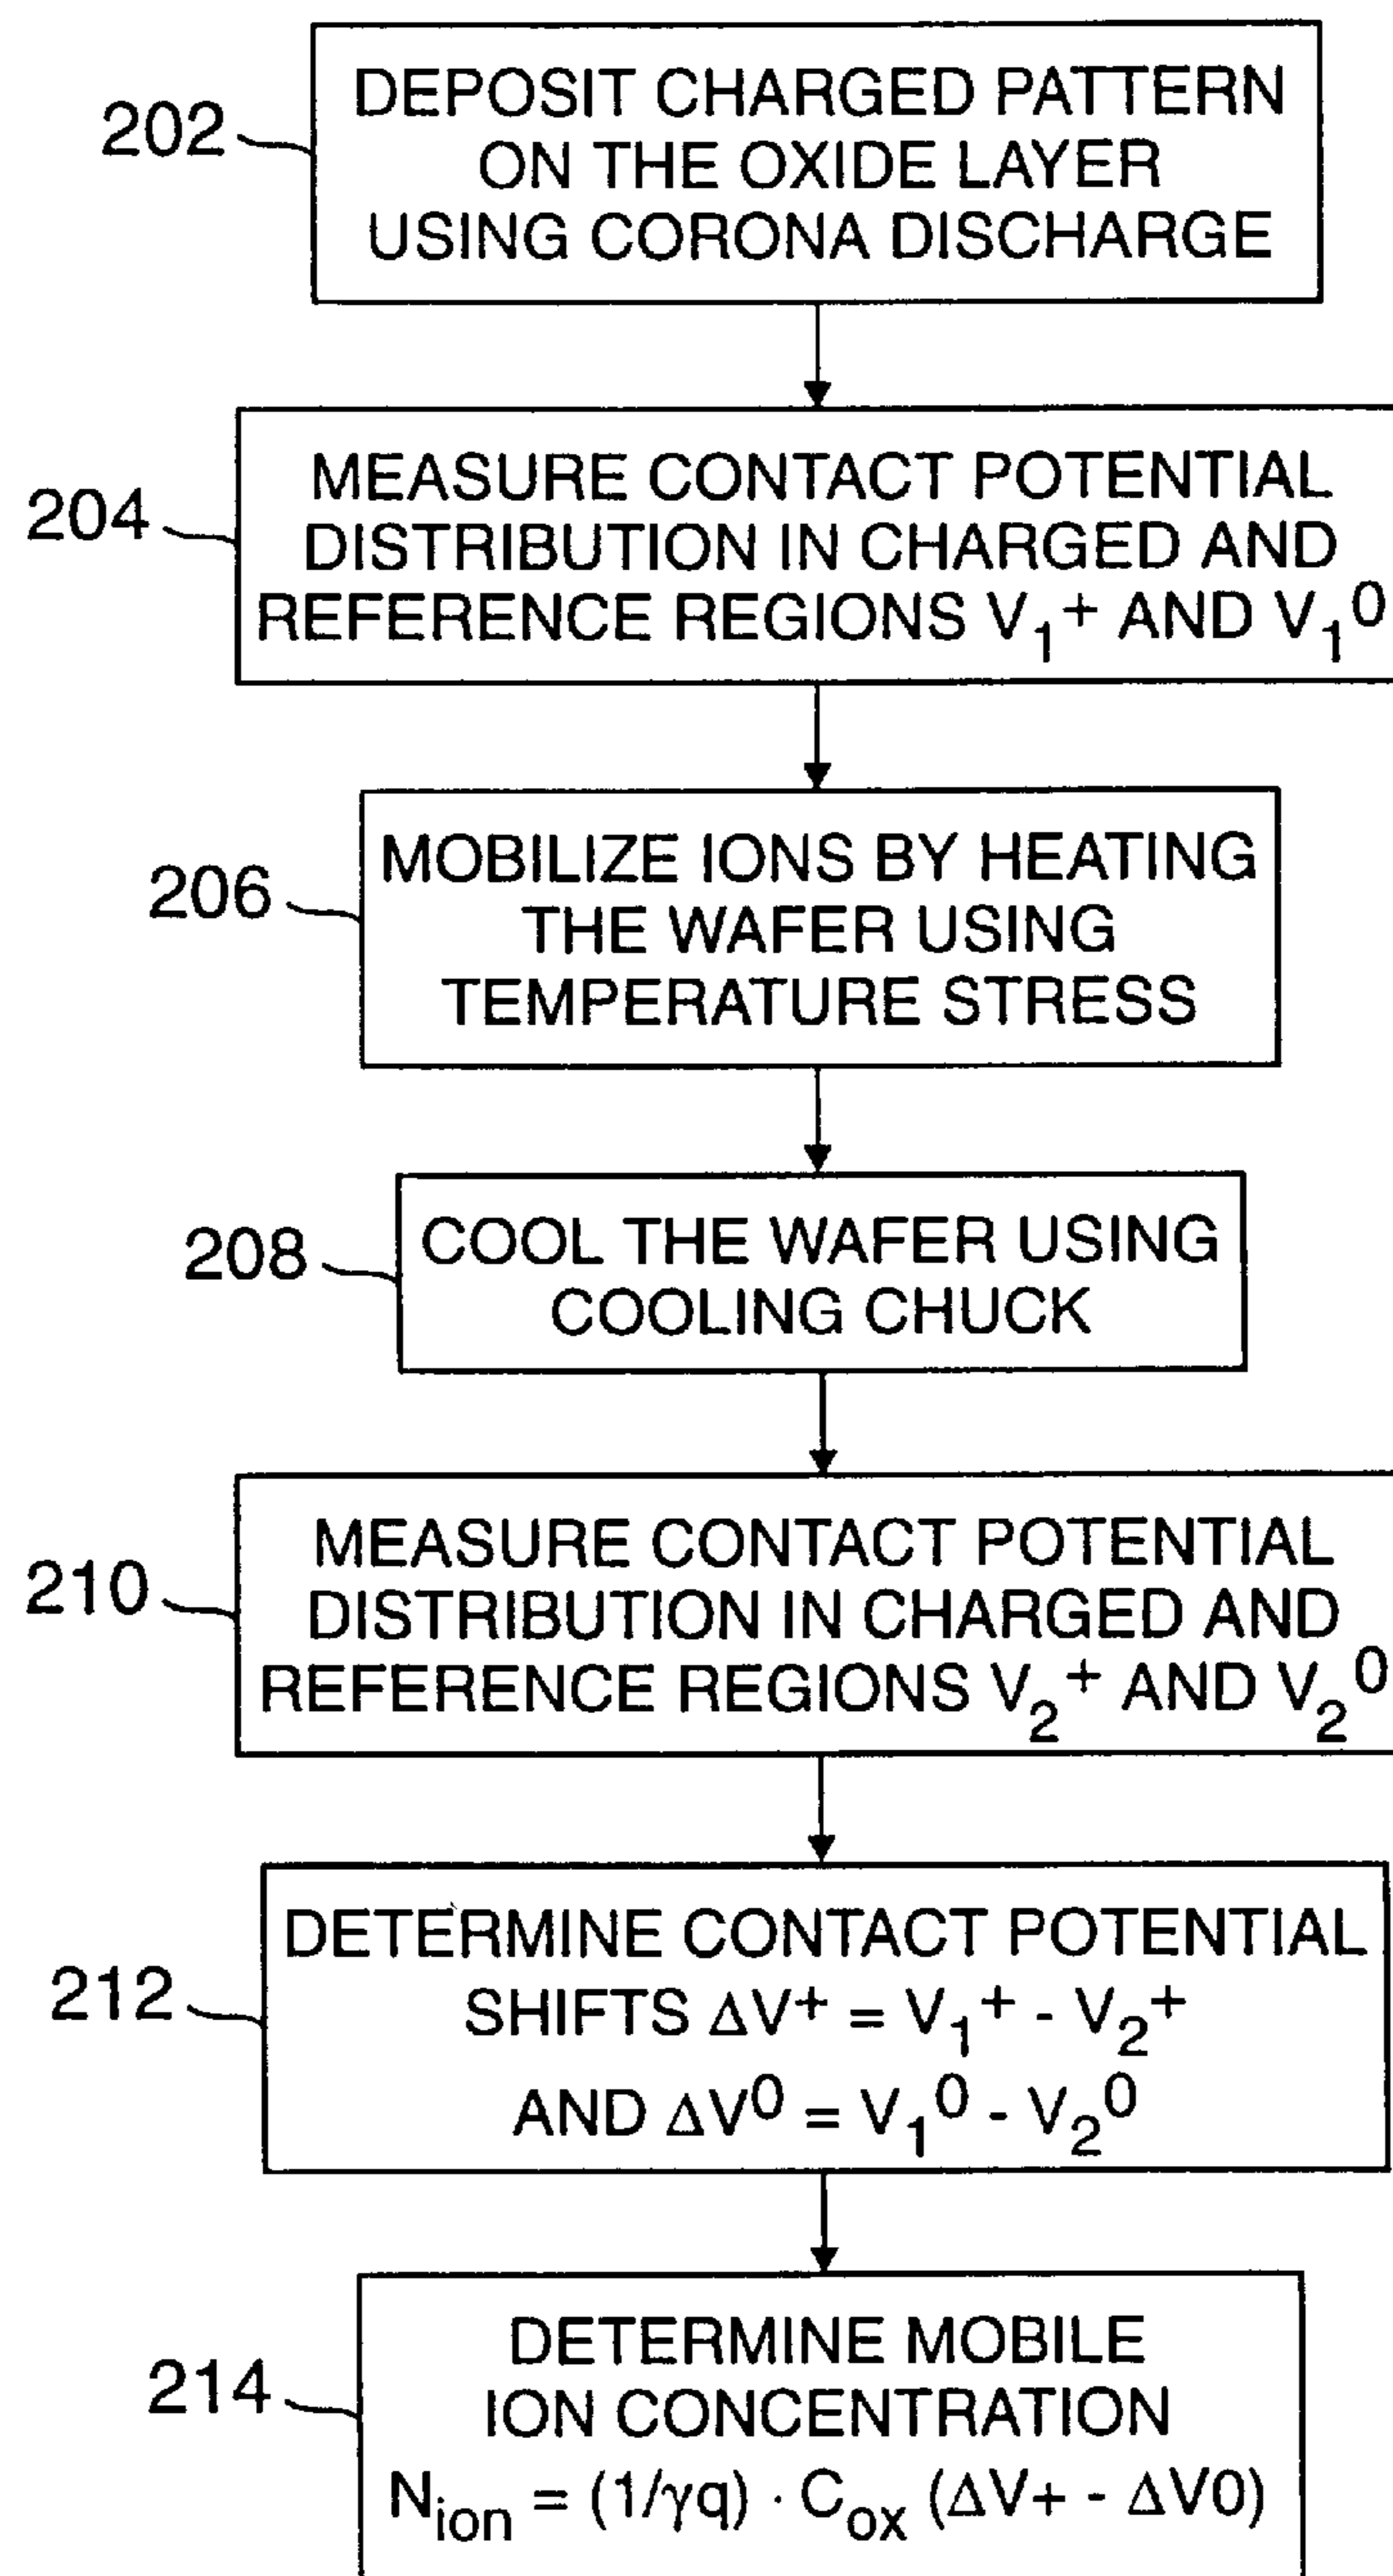 202
DEPOSIT CHARGED PATTERN
ON THE OXIDE LAYER
USING CORONA DISCHARGE
204
MEASURE CONTACT POTENTIAL
DISTRIBUTION IN CHARGED AND
REFERENCE REGIONS V₁⁺ AND V₁⁰
206
MOBILIZE IONS BY HEATING
THE WAFER USING
TEMPERATURE STRESS
208
COOL THE WAFER USING
COOLING CHUCK
210
MEASURE CONTACT POTENTIAL
DISTRIBUTION IN CHARGED AND
REFERENCE REGIONS V₂⁺ AND V₂⁰
212
DETERMINE CONTACT POTENTIAL
SHIFTS ΔV⁺ = V₁⁺ - V₂⁺
AND ΔV⁰ = V₁⁰ - V₂⁰
214
DETERMINE MOBILE
ION CONCENTRATION
N_ion = (1/γq) · C_ox (ΔV+ - ΔV0)